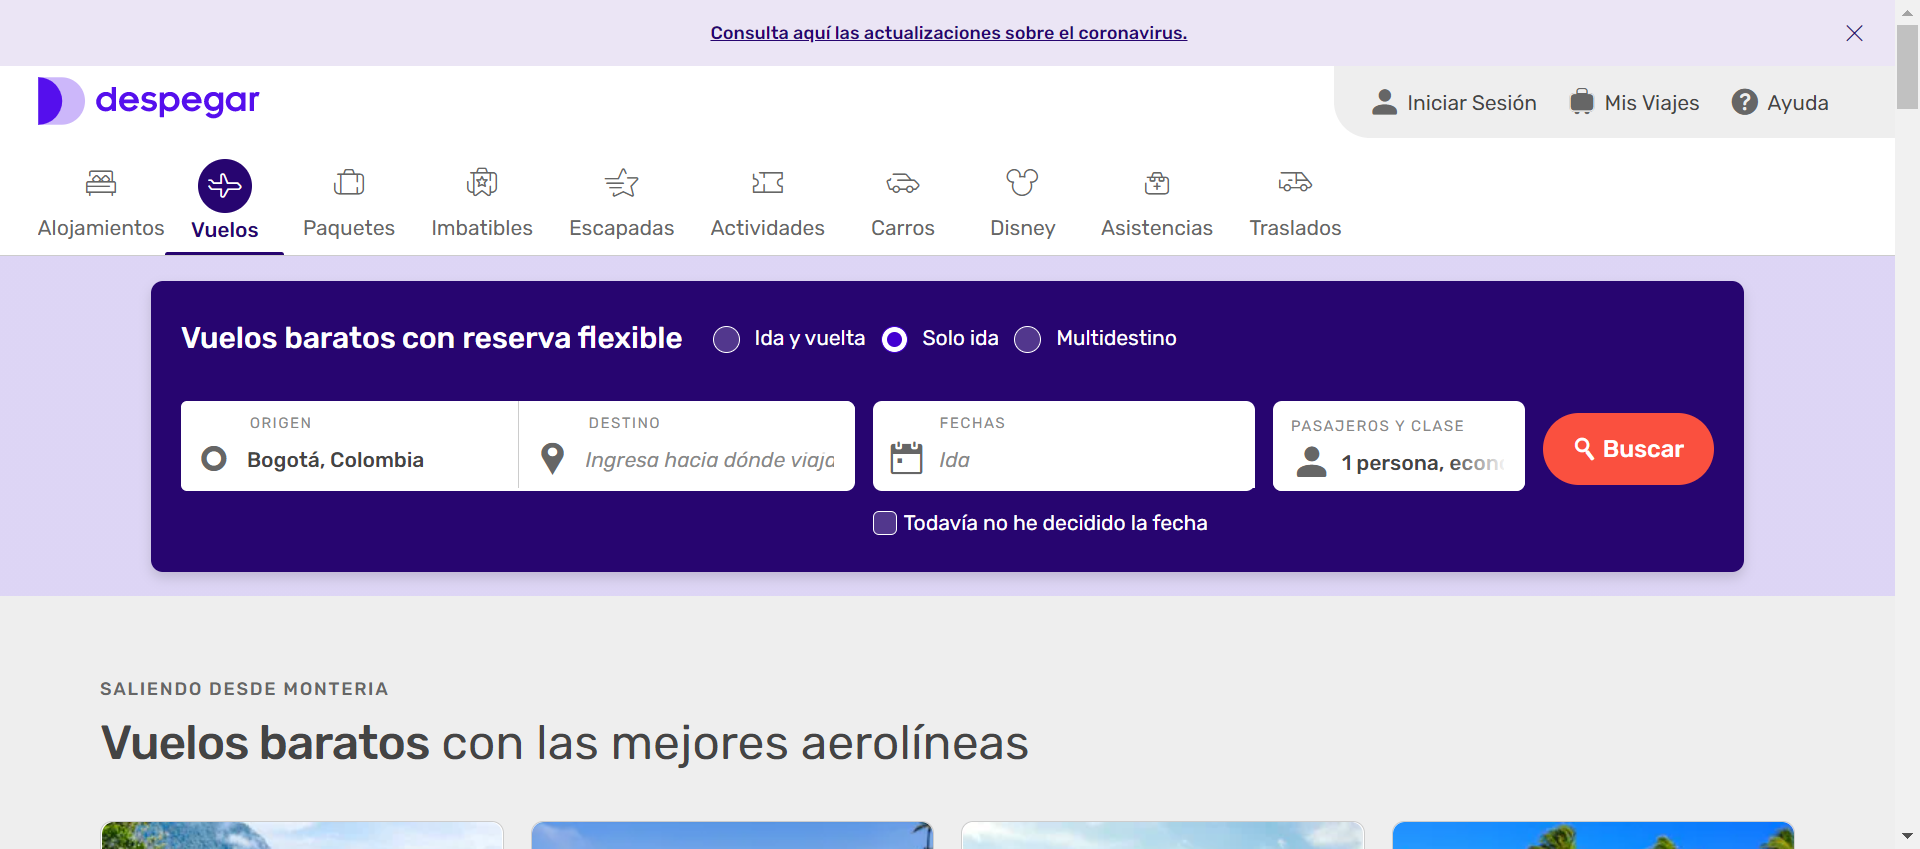 Consulta aquí las actualizaciones sobre el coronavirus.
despegar
Iniciar Sesión
Mis Viajes
Ayuda
Alojamientos
Vuelos
Paquetes
Imbatibles
Escapadas
Actividades
Carros
Disney
Asistencias
Traslados
Vuelos baratos con reserva flexible
Ida y vuelta
Solo ida
Multidestino
ORIGEN
Bogotá, Colombia
DESTINO
Ingresa hacia dónde viaja
FECHAS
Ida
PASAJEROS Y CLASE
1 persona, econ
Buscar
Todavía no he decidido la fecha
SALIENDO DESDE MONTERIA
Vuelos baratos con las mejores aerolíneas